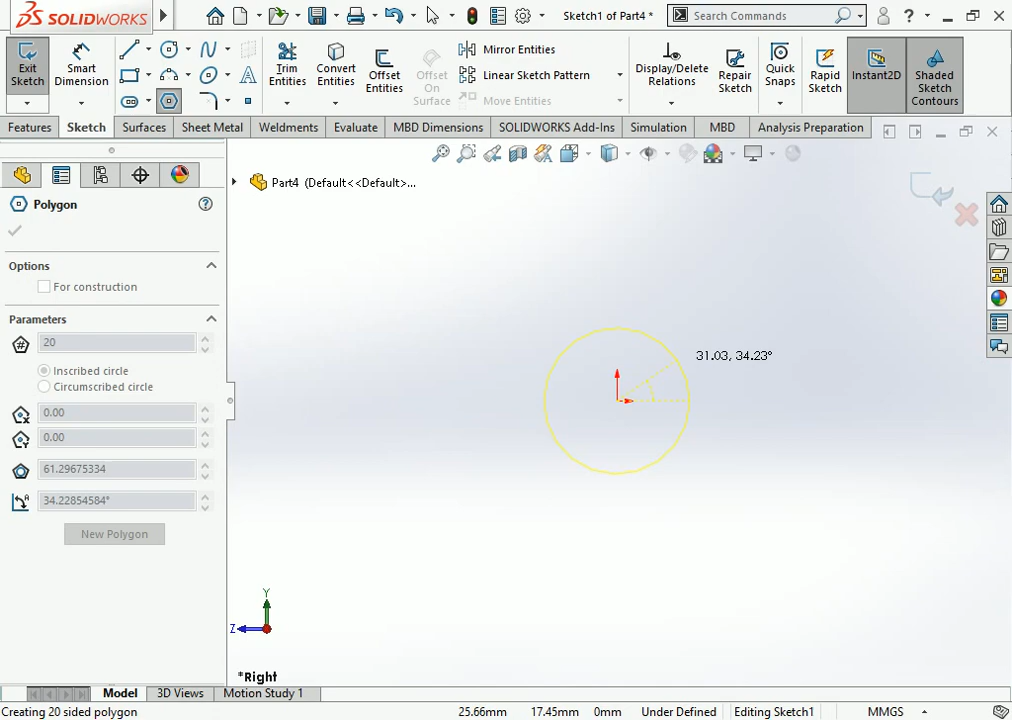 SOLIDWORKS
Sketch1 of Part4 *
Search Commands
?
Exit Sketch
Smart Dimension
Trim Entities
Convert Entities
Offset Entities
Offset On Surface
Mirror Entities
Linear Sketch Pattern
Move Entities
Display/Delete Relations
Repair Sketch
Quick Snaps
Rapid Sketch
Instant2D
Shaded Sketch Contours
Features
Sketch
Surfaces
Sheet Metal
Weldments
Evaluate
MBD Dimensions
SOLIDWORKS Add-Ins
Simulation
MBD
Analysis Preparation
Part4 (Default<<Default>...
Polygon
Options
For construction
Parameters
20
Inscribed circle
Circumscribed circle
0.00
0.00
61.29675334
34.22854584°
New Polygon
31.03, 34.23°
Y
Z
*Right
Model
3D Views
Motion Study 1
Creating 20 sided polygon
25.66mm
17.45mm
0mm
Under Defined
Editing Sketch1
MMGS